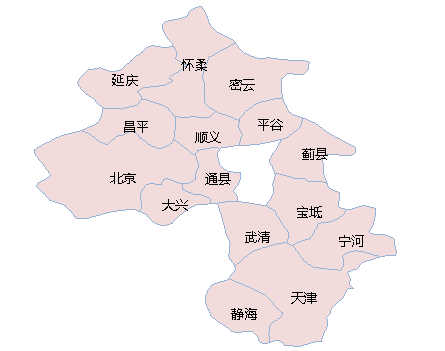 怀柔
延庆
密云
昌平
平谷
顺义
蓟县
北京
通县
大兴
宝坻
武清
宁河
天津
静海